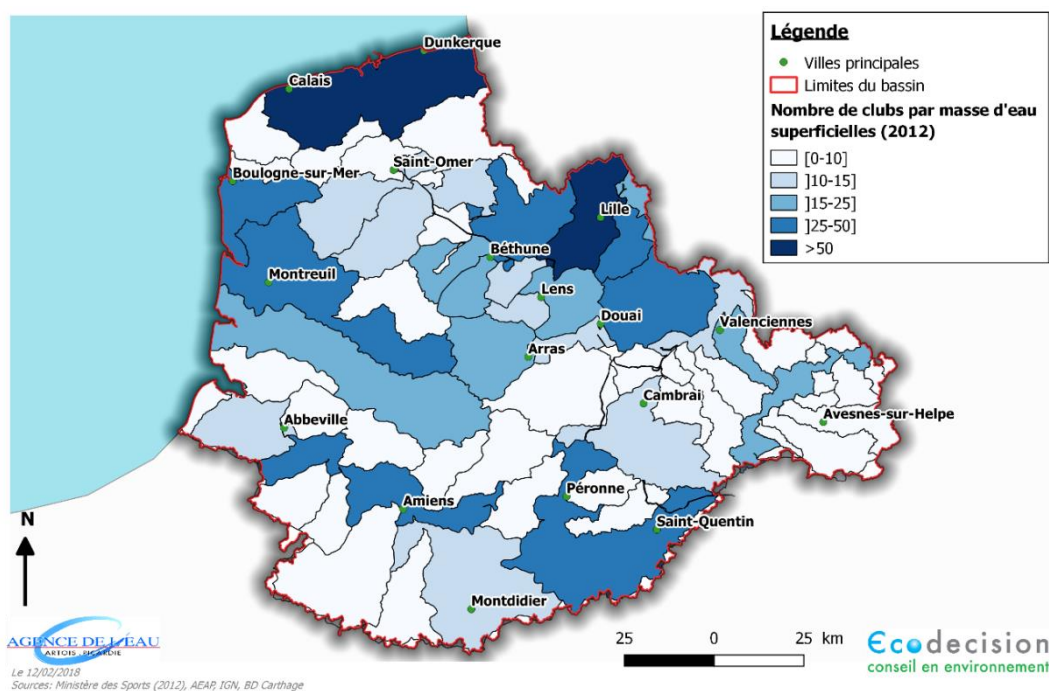 Dunkerque
Calais
Saint-Omer
Boulogne-sur-Mer
Lille
Béthune
Montreuil
Lens
Douai
Valenciennes
Arras
Cambrai
Avesnes-sur-Helpe
Abbeville
Péronne
Amiens
Saint-Quentin
Montdidier
Légende
Villes principales
Limites du bassin
Nombre de clubs par masse d'eau
superficielles (2012)
[0-10]
]10-15]
]15-25]
]25-50]
>50
N
25 0 25 km
AGENCE DE L'EAU
ARTOIS - PICARDIE
Ecodecision
conseil en environnement
Le 12/02/2018
Sources: Ministère des Sports (2012), AEAP, IGN, BD Carthage